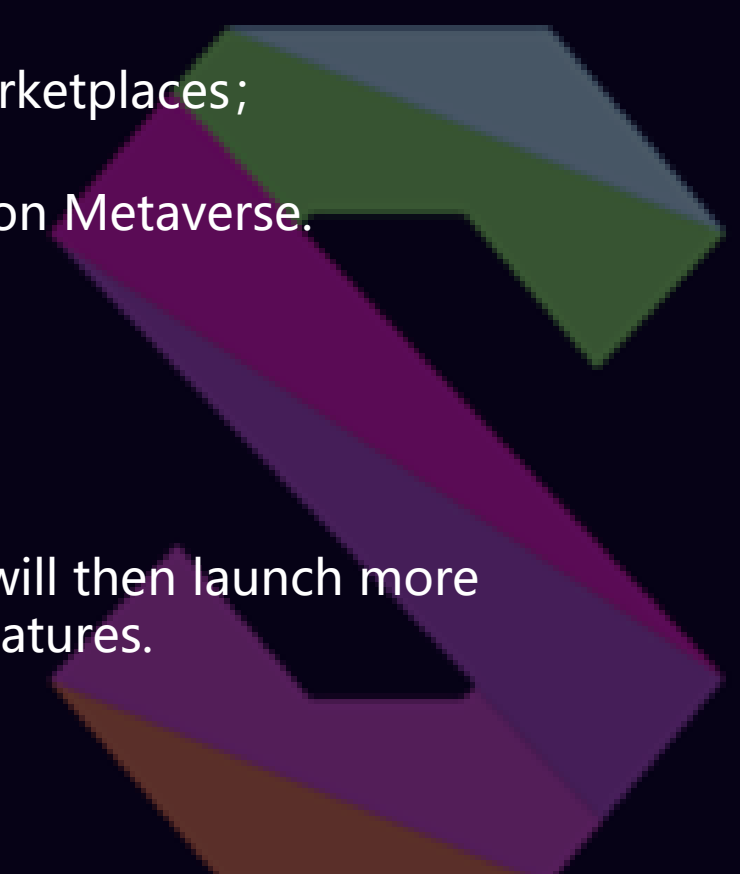 rketplaces;
on Metaverse.
will then launch more
atures.